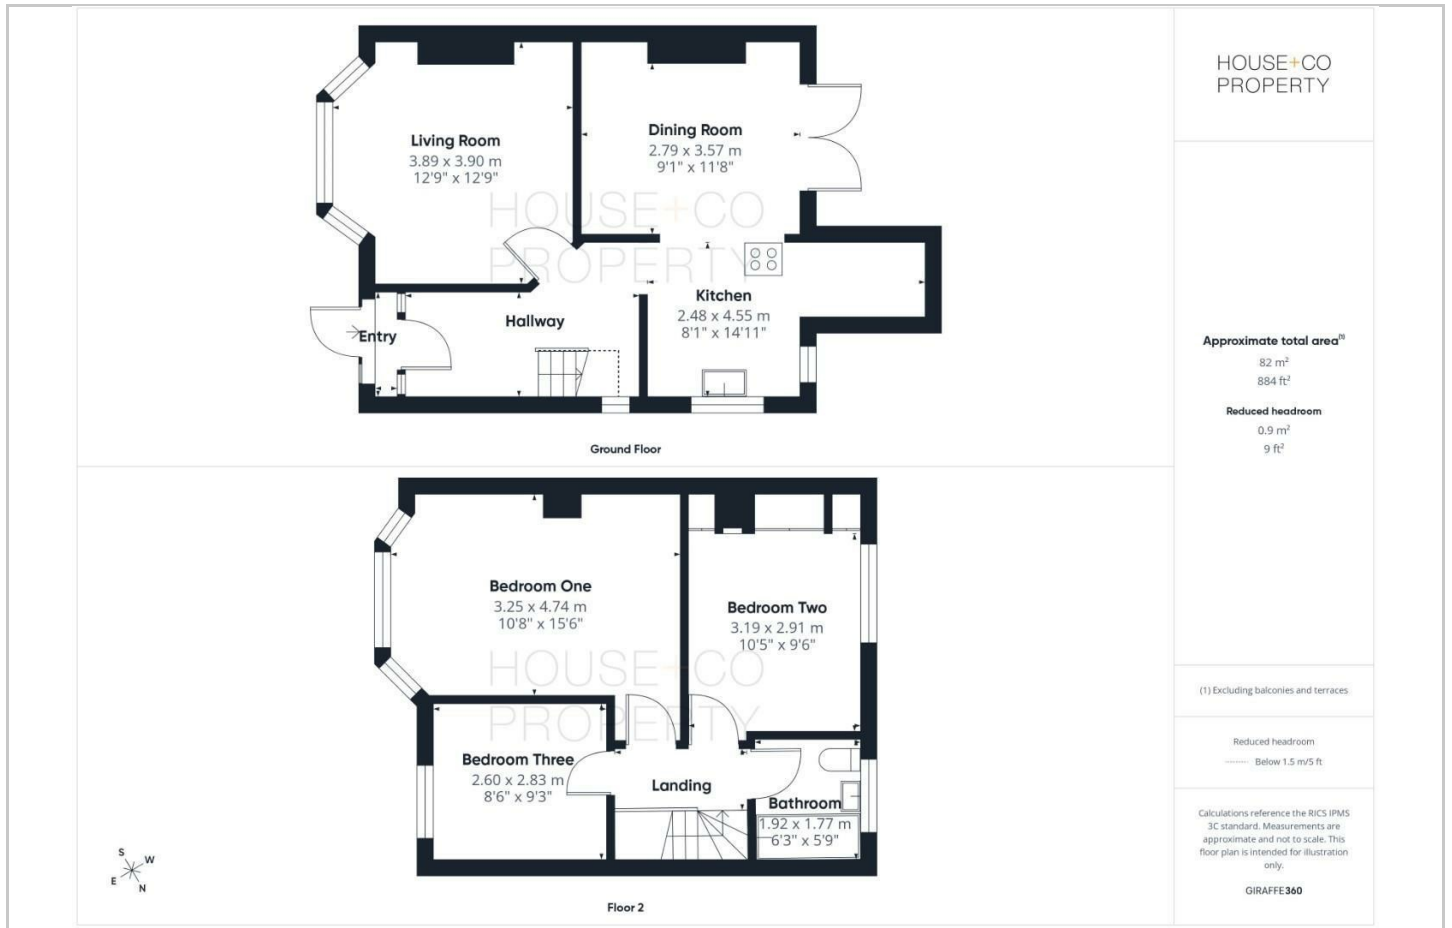 HOUSE+CO
PROPERTY
Living Room
3.89 x 3.90 m
12'9" x 12'9"
Dining Room
2.79 x 3.57 m
9'1" x 11'8"
HOUSE+CO
PROPERTY
Kitchen
2.48 x 4.55 m
8'1" x 14'11"
Hallway
Entry
Ground Floor
Approximate total area(1)
82 m²
884 ft²
Reduced headroom
0.9 m²
9 ft²
Bedroom One
3.25 x 4.74 m
10'8" x 15'6"
Bedroom Two
3.19 x 2.91 m
10'5" x 9'6"
HOUSE+CO
PROPERTY
Bedroom Three
2.60 x 2.83 m
8'6" x 9'3"
Landing
Bathroom
1.92 x 1.77 m
6'3" x 5'9"
S
W
E
N
Floor 2
(1) Excluding balconies and terraces
Reduced headroom
Below 1.5 m/5 ft
Calculations reference the RICS IPMS
3C standard. Measurements are
approximate and not to scale. This
floor plan is intended for illustration
only.
GIRAFFE360